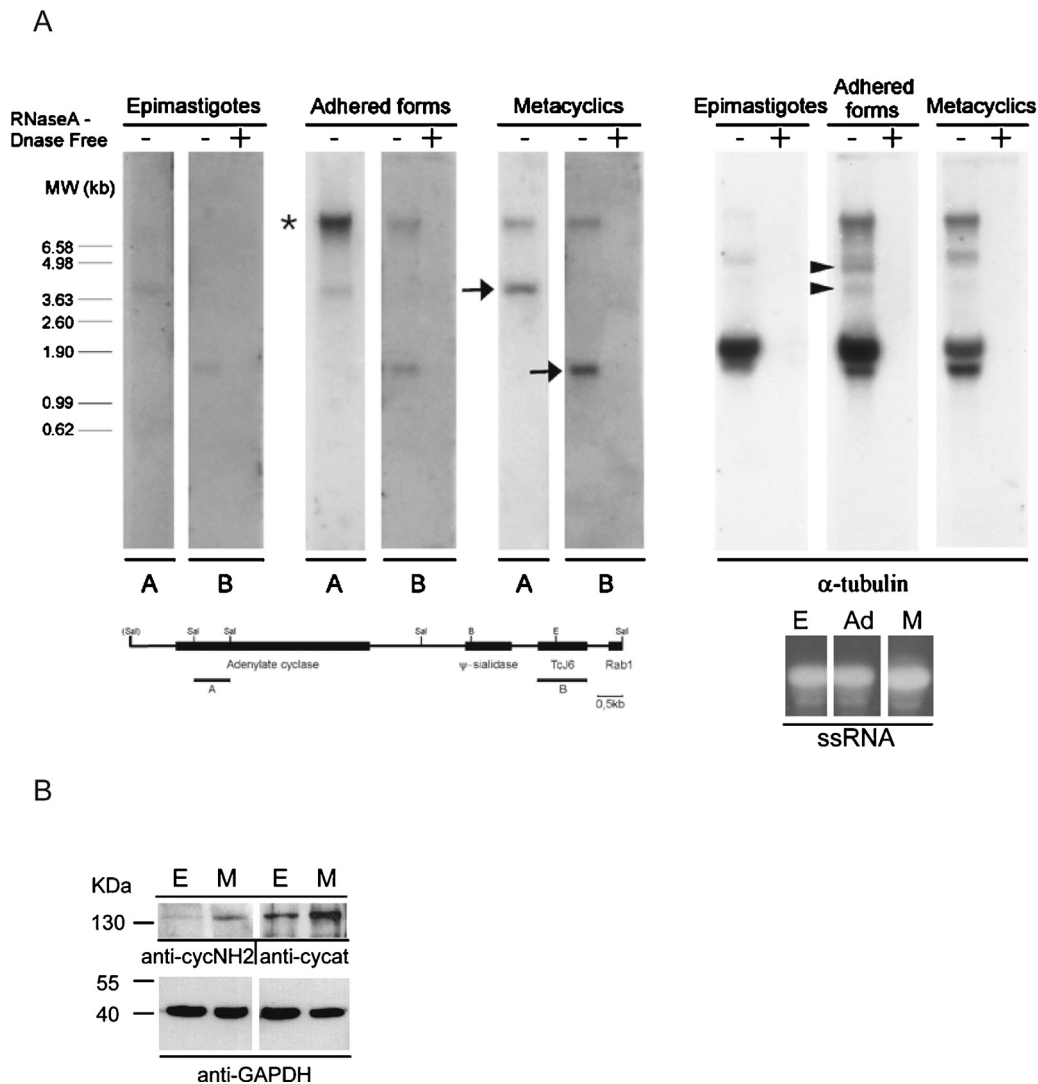 A
Epimastigotes Adhered forms Metacyclics
Epimastigotes Adhered forms Metacyclics
RNaseA - Dnase Free - - + - - + - - + - + - + - +
MW (kb)
*
6.58
4.98
3.63
2.60
1.90
0.99
0.62
A B A B A B
α-tubulin
(Sal) Sal Sal Sal B E Sal
Adenylate cyclase ψ-sialidase TcJ6 Rab1
A B
0,5kb
E Ad M
ssRNA
B
KDa E M E M
130
anti-cycNH2 anti-cycat
55
40
anti-GAPDH